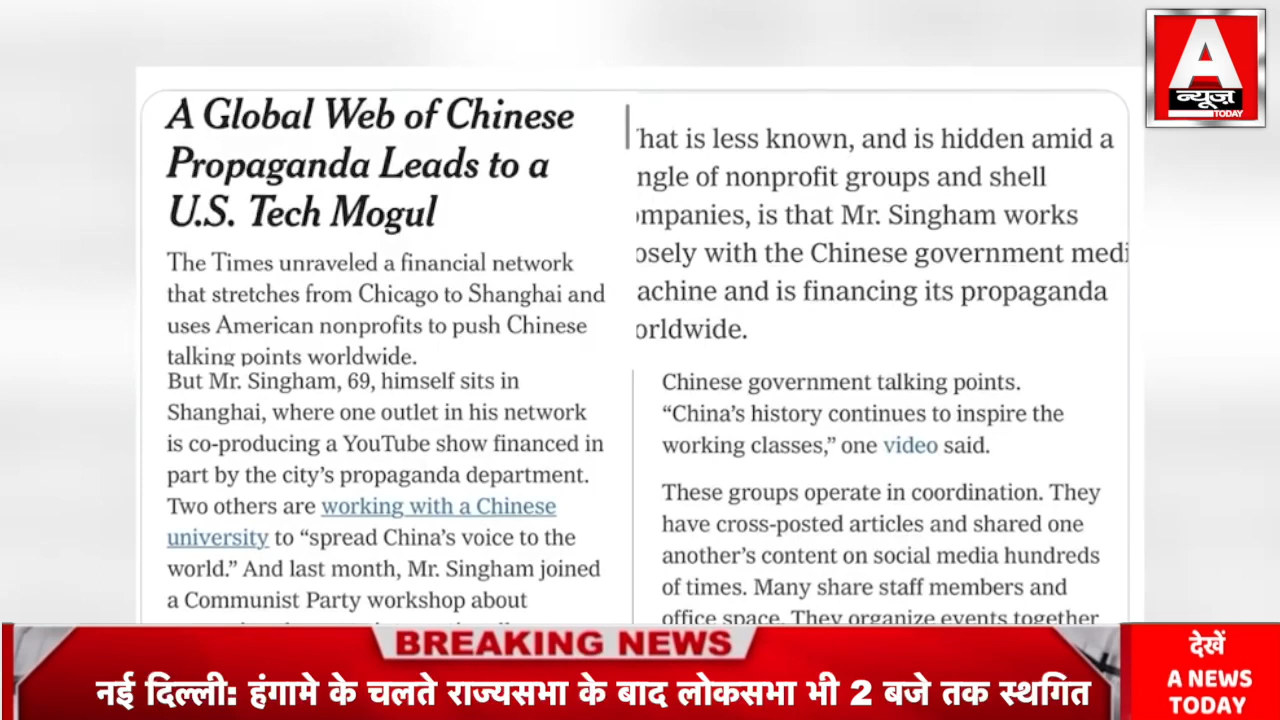 A Global Web of Chinese
Propaganda Leads to a
U.S. Tech Mogul
The Times unraveled a financial network
that stretches from Chicago to Shanghai and
uses American nonprofits to push Chinese
talking points worldwide.
But Mr. Singham, 69, himself sits in
Shanghai, where one outlet in his network
is co-producing a YouTube show financed in
part by the city's propaganda department.
Two others are working with a Chinese
university to “spread China's voice to the
world.” And last month, Mr. Singham joined
a Communist Party workshop about
hat is less known, and is hidden amid a
ngle of nonprofit groups and shell
ompanies, is that Mr. Singham works
osely with the Chinese government medi
achine and is financing its propaganda
orldwide.
Chinese government talking points.
“China's history continues to inspire the
working classes,” one video said.
These groups operate in coordination. They
have cross-posted articles and shared one
another's content on social media hundreds
of times. Many share staff members and
office space. They organize events together
A
न्यूज़
TODAY
BREAKING NEWS
नई दिल्ली: हंगामे के चलते राज्यसभा के बाद लोकसभा भी 2 बजे तक स्थगित
देखें
A NEWS
TODAY